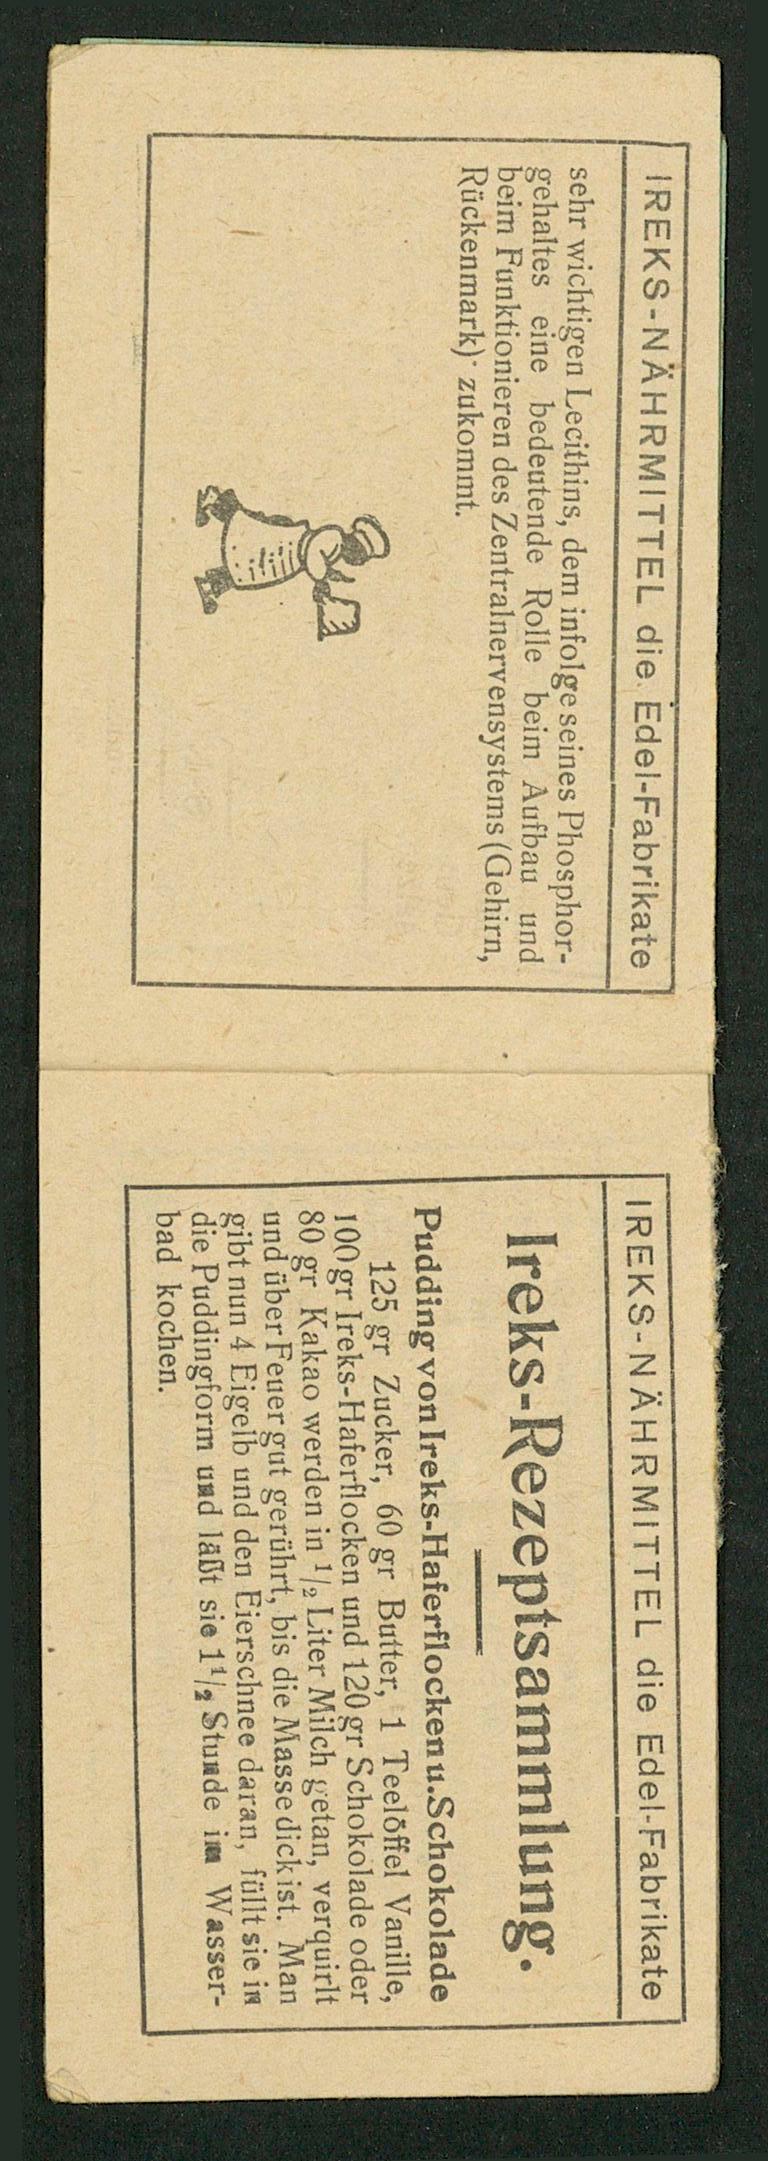 IREKS-NÄHRMITTEL die Edel-Fabrikate
sehr wichtigen Lecithins, dem infolge seines Phosphor-
gehaltes eine bedeutende Rolle beim Aufbau und
beim Funktionieren des Zentralnervensystems (Gehirn,
Rückenmark) zukommt.
IREKS-NÄHRMITTEL die Edel-Fabrikate
Ireks-Rezeptsammlung.
Pudding von Ireks-Haferflocken u. Schokolade
125 gr Zucker, 60 gr Butter, 1 Teelöffel Vanille,
100 gr Ireks-Haferflocken und 120 gr Schokolade oder
80 gr Kakao werden in 1/2 Liter Milch getan, verquirlt
und über Feuer gut gerührt, bis die Masse dick ist. Man
gibt nun 4 Eigelb und den Eierschnee daran, füllt sie in
die Puddingform und läßt sie 1 1/2 Stunde im Wasser-
bad kochen.